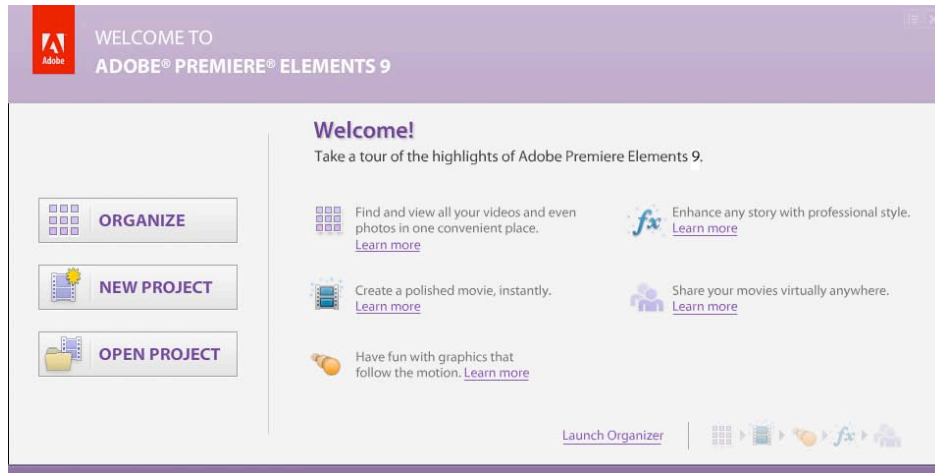 Adobe
WELCOME TO
ADOBE® PREMIERE® ELEMENTS 9
ORGANIZE
NEW PROJECT
OPEN PROJECT
Welcome!
Take a tour of the highlights of Adobe Premiere Elements 9.
Find and view all your videos and even
photos in one convenient place.
Learn more
Create a polished movie, instantly.
Learn more
Have fun with graphics that
follow the motion. Learn more
fx Enhance any story with professional style.
Learn more
Share your movies virtually anywhere.
Learn more
Launch Organizer
fx